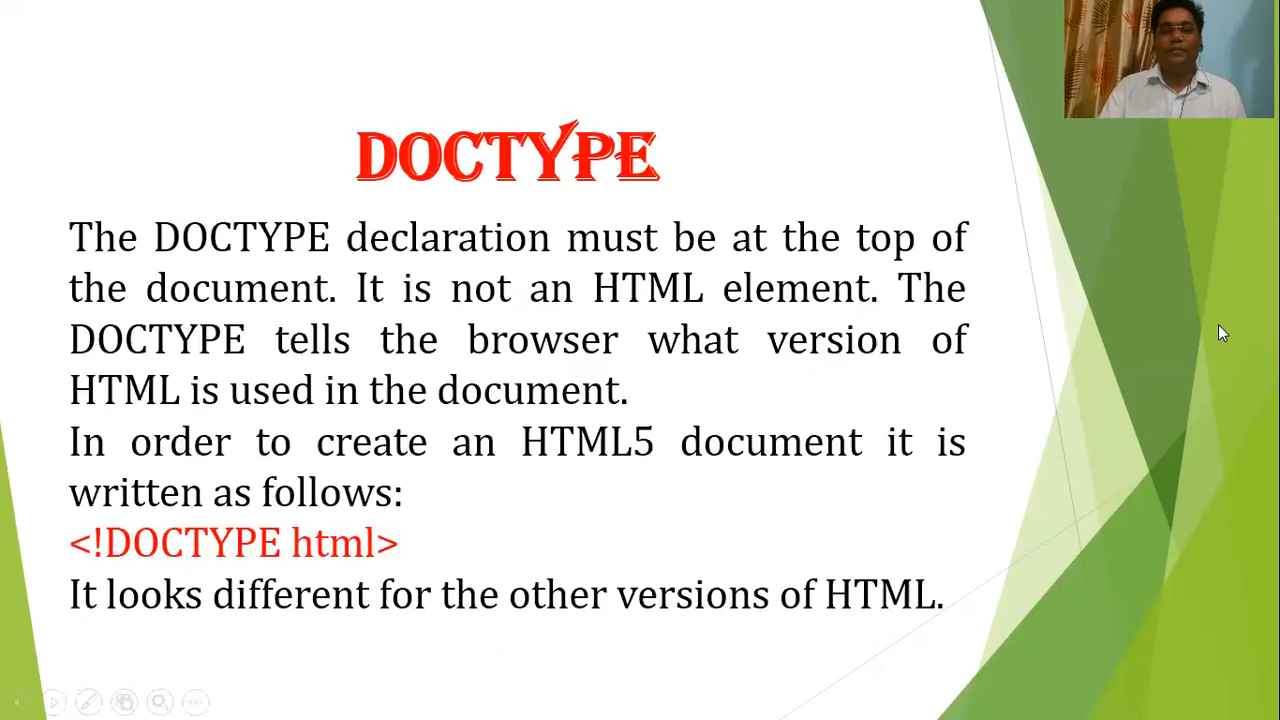 DOCTYPE
The DOCTYPE declaration must be at the top of
the document. It is not an HTML element. The
DOCTYPE tells the browser what version of
HTML is used in the document.
In order to create an HTML5 document it is
written as follows:
<!DOCTYPE html>
It looks different for the other versions of HTML.